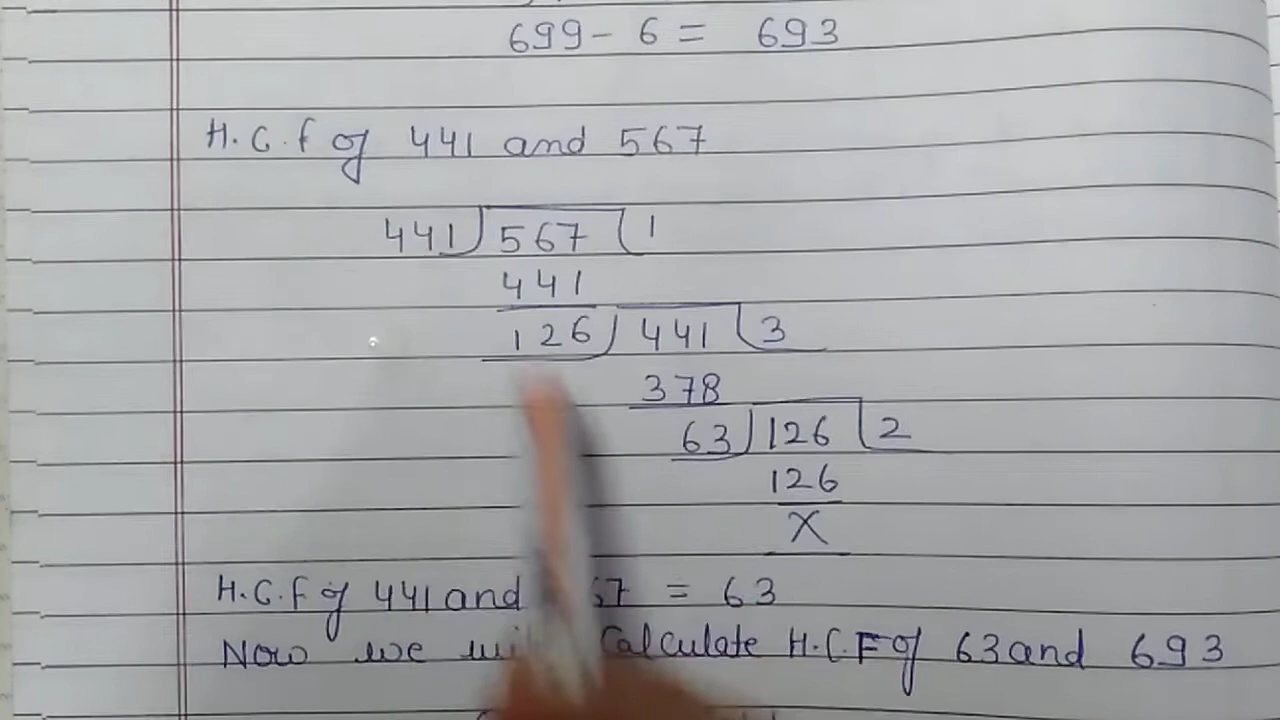 699 - 6 = 693
H.C.f of 441 and 567
441) 567 (1
441
126) 441 (3
378
63) 126 (2
126
X
H.C.f of 441 and 67 = 63
Now we Calculate H.C.F of 63 and 693